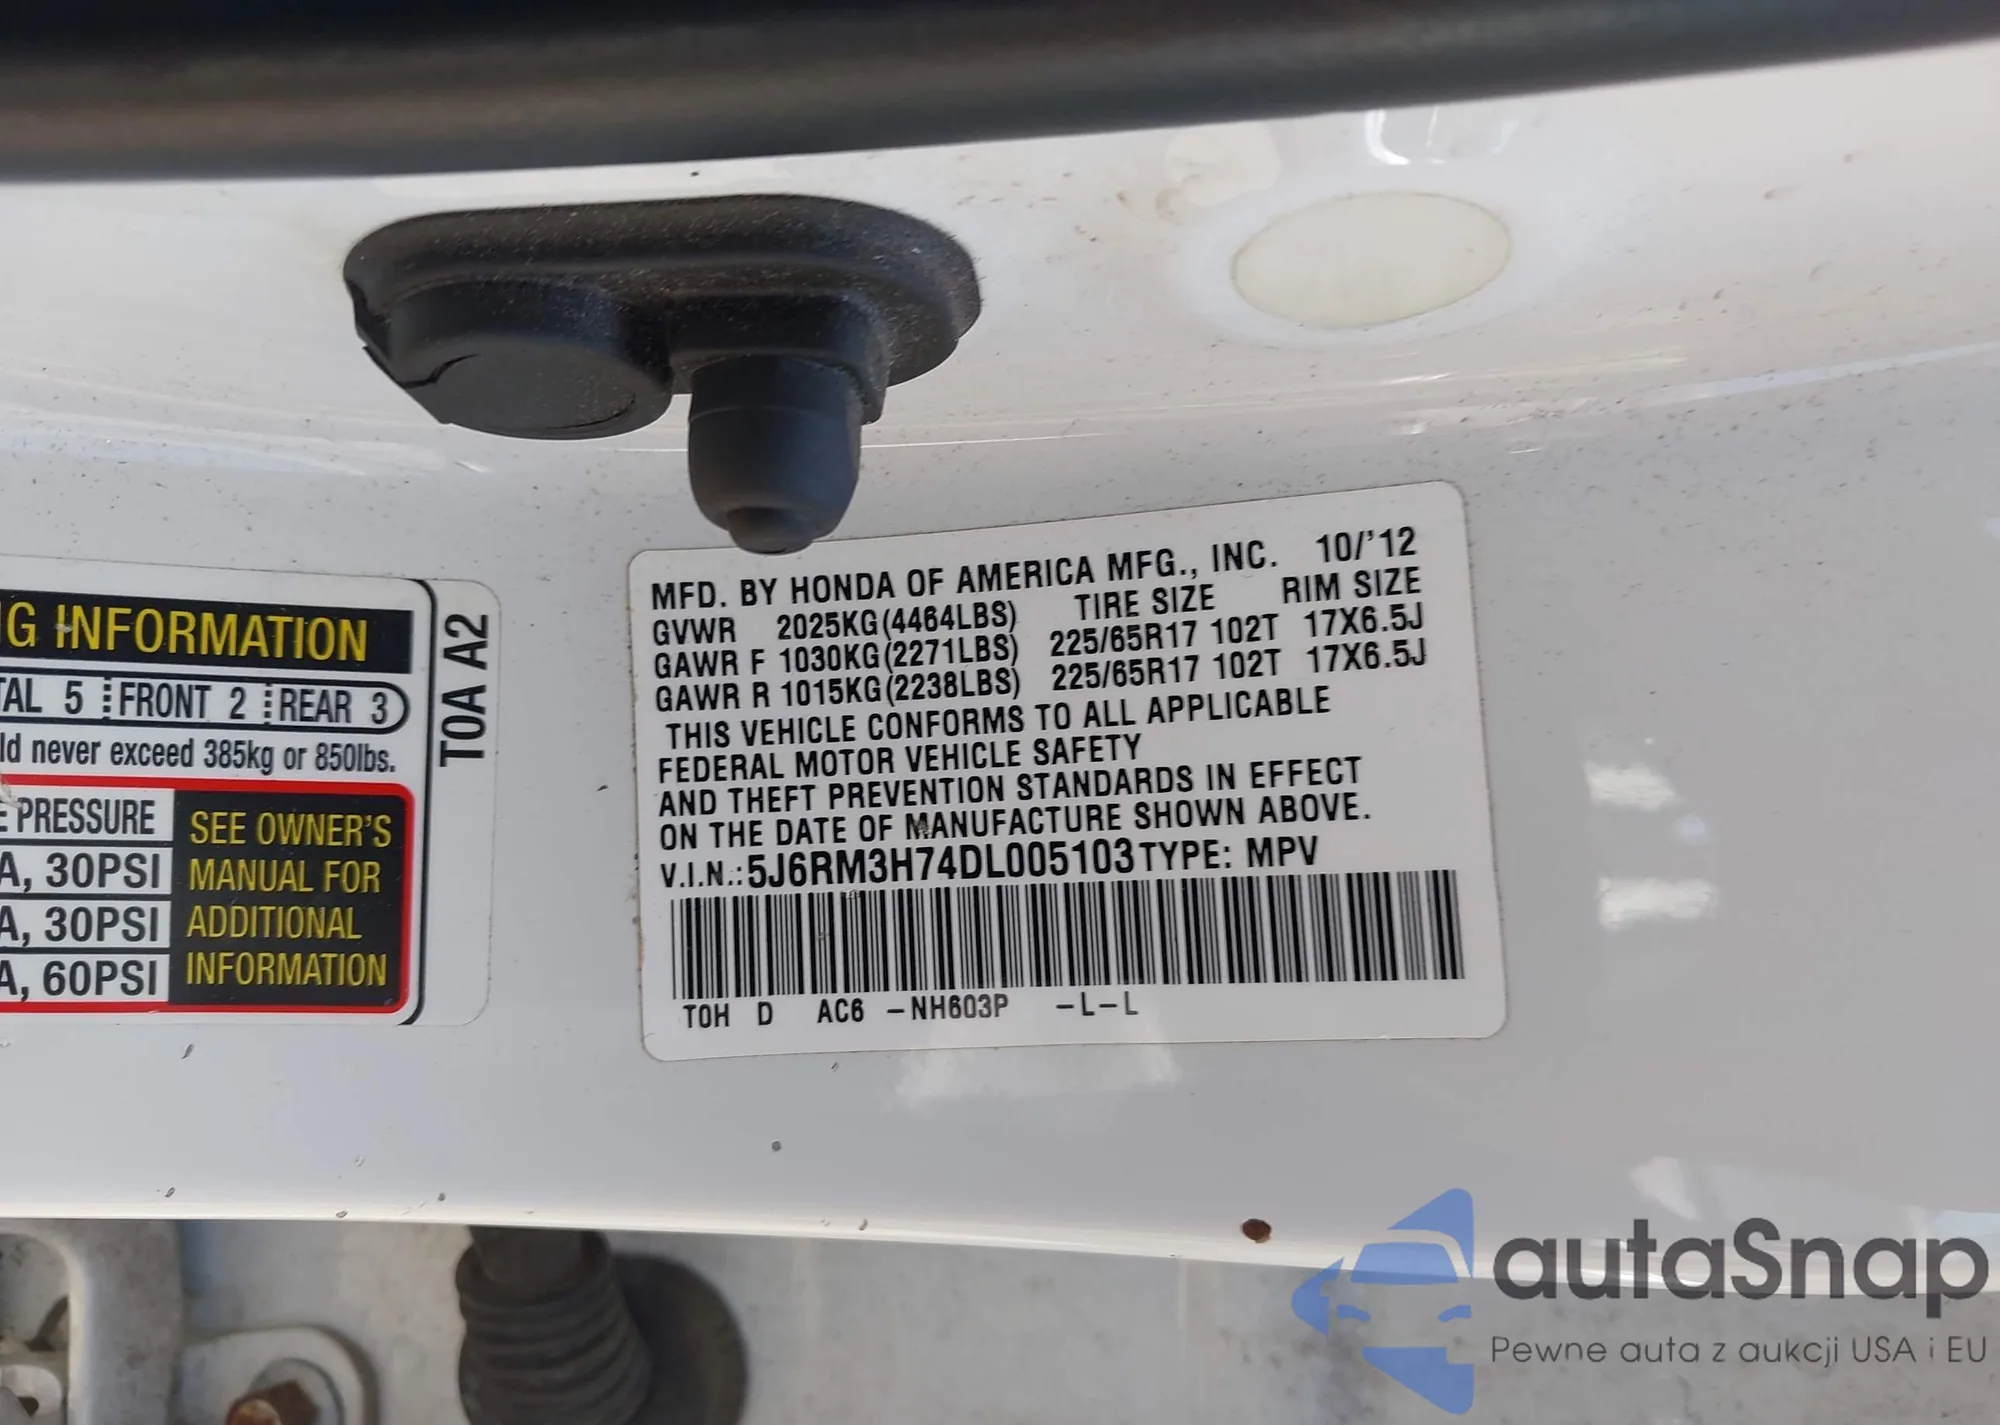 G INFORMATION
TAL 5 FRONT 2 REAR 3
ld never exceed 385kg or 850lbs.
E PRESSURE
A, 30PSI
A, 30PSI
A, 60PSI
SEE OWNER'S
MANUAL FOR
ADDITIONAL
INFORMATION
T0A A2
MFD. BY HONDA OF AMERICA MFG., INC. 10/'12
GVWR 2025KG(4464LBS) TIRE SIZE RIM SIZE
GAWR F 1030KG(2271LBS) 225/65R17 102T 17X6.5J
GAWR R 1015KG(2238LBS) 225/65R17 102T 17X6.5J
THIS VEHICLE CONFORMS TO ALL APPLICABLE
FEDERAL MOTOR VEHICLE SAFETY
AND THEFT PREVENTION STANDARDS IN EFFECT
ON THE DATE OF MANUFACTURE SHOWN ABOVE.
V.I.N.:5J6RM3H74DL005103 TYPE: MPV
T0H D AC6 -NH603P -L-L
autaSnap
Pewne auta z aukcji USA i EU